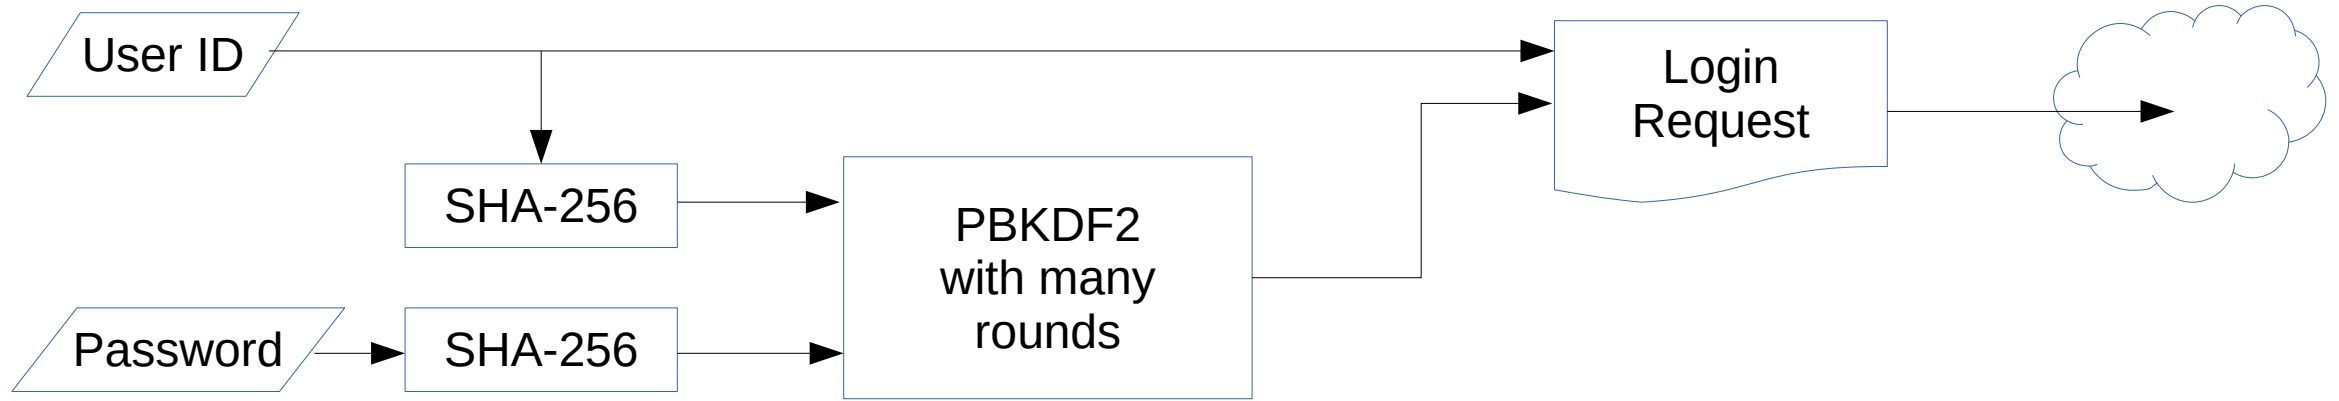 User ID
Login
Request
SHA-256
PBKDF2
with many
rounds
Password
SHA-256